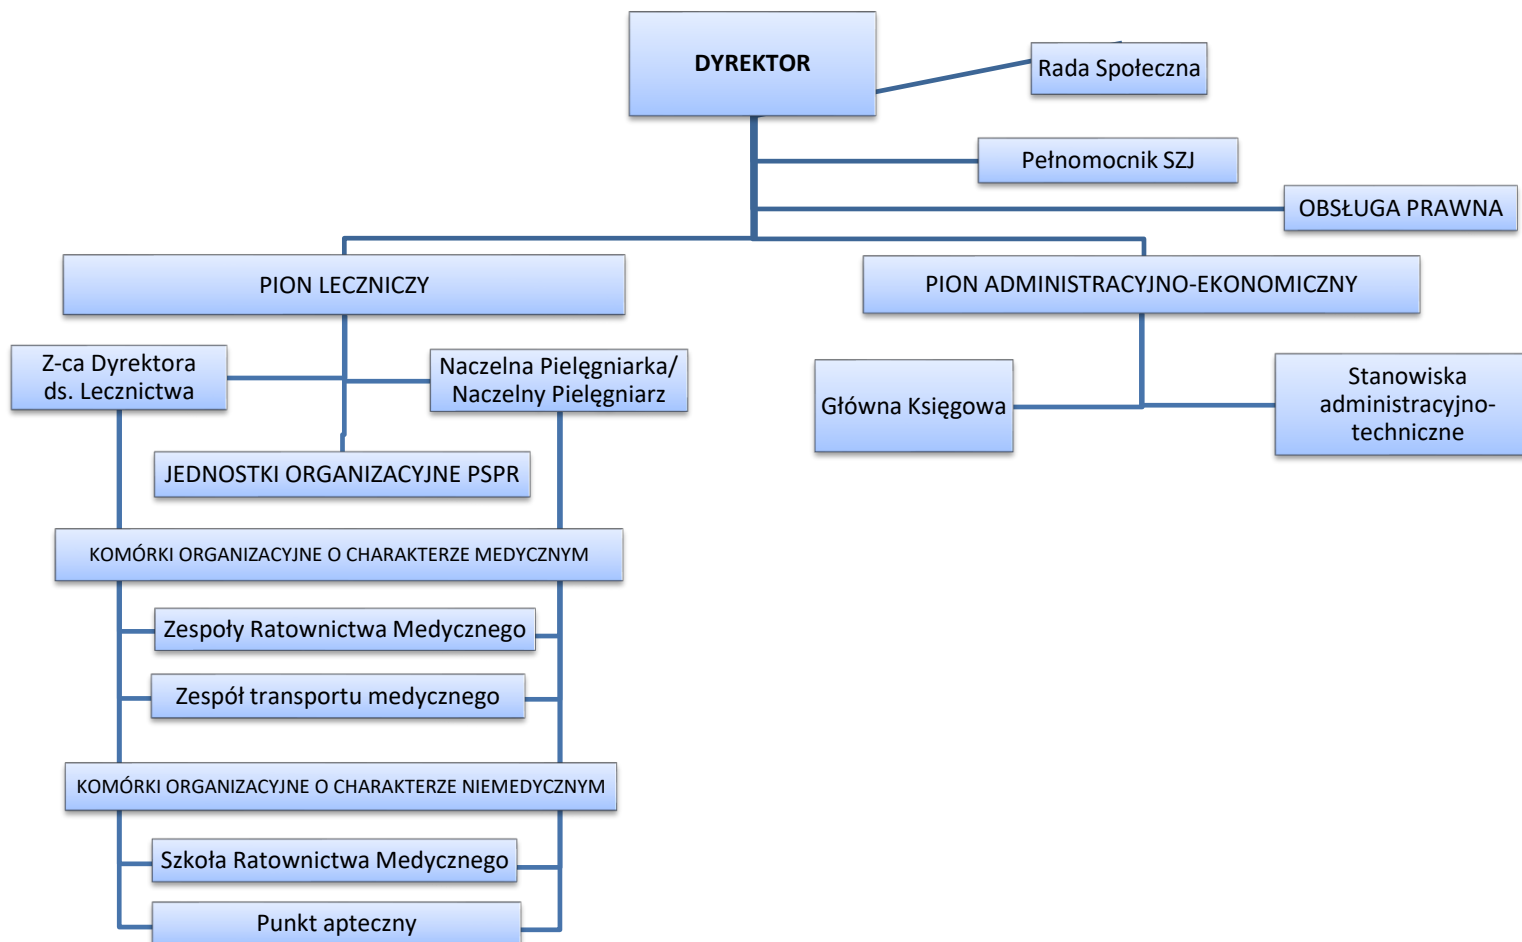 DYREKTOR
Rada Społeczna
Pełnomocnik SZJ
OBSŁUGA PRAWNA
PION LECZNICZY
PION ADMINISTRACYJNO-EKONOMICZNY
Z-ca Dyrektora
ds. Lecznictwa
Naczelna Pielęgniarka/
Naczelny Pielęgniarz
Główna Księgowa
Stanowiska
administracyjno-
techniczne
JEDNOSTKI ORGANIZACYJNE PSPR
KOMÓRKI ORGANIZACYJNE O CHARAKTERZE MEDYCZNYM
Zespoły Ratownictwa Medycznego
Zespół transportu medycznego
KOMÓRKI ORGANIZACYJNE O CHARAKTERZE NIEMEDYCZNYM
Szkoła Ratownictwa Medycznego
Punkt apteczny